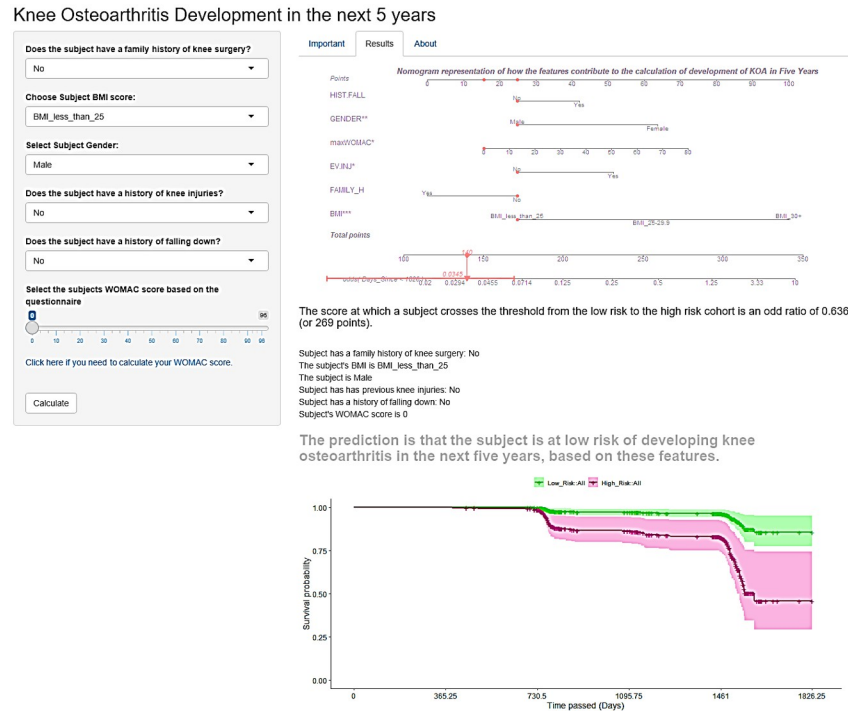 Knee Osteoarthritis Development in the next 5 years
Does the subject have a family history of knee surgery?
No
Choose Subject BMI score:
BMI_less_than_25
Select Subject Gender:
Male
Does the subject have a history of knee injuries?
No
Does the subject have a history of falling down?
No
Select the subjects WOMAC score based on the
questionnaire
0 96
0 10 20 30 40 50 60 70 80 90 96
Click here if you need to calculate your WOMAC score.
Calculate
Important Results About
Nomogram representation of how the features contribute to the calculation of development of KOA in Five Years
Points
0 10 20 30 40 50 60 70 80 90 100
HIST.FALL
No
Yes
GENDER**
Male
Female
maxWOMAC*
0 10 20 30 40 50 60 70 80
EV.INJ*
No
Yes
FAMILY_H
Yes
No
BMI***
BMI_less_than_25
BMI_25-29.9
BMI_30+
Total points
140
100 150 200 250 300 350
0.0345
0.02 0.0264 0.0455 0.0714 0.125 0.25 0.5 1.25 3.33 10
The score at which a subject crosses the threshold from the low risk to the high risk cohort is an odd ratio of 0.636
(or 269 points).
Subject has a family history of knee surgery: No
The subject's BMI is BMI_less_than_25
The subject is Male
Subject has has previous knee injuries: No
Subject has a history of falling down: No
Subject's WOMAC score is 0
The prediction is that the subject is at low risk of developing knee
osteoarthritis in the next five years, based on these features.
Low_Risk:All High_Risk:All
Survival probability
1.00
0.75
0.50
0.25
0.00
0 365.25 730.5 1095.75 1461 1826.25
Time passed (Days)